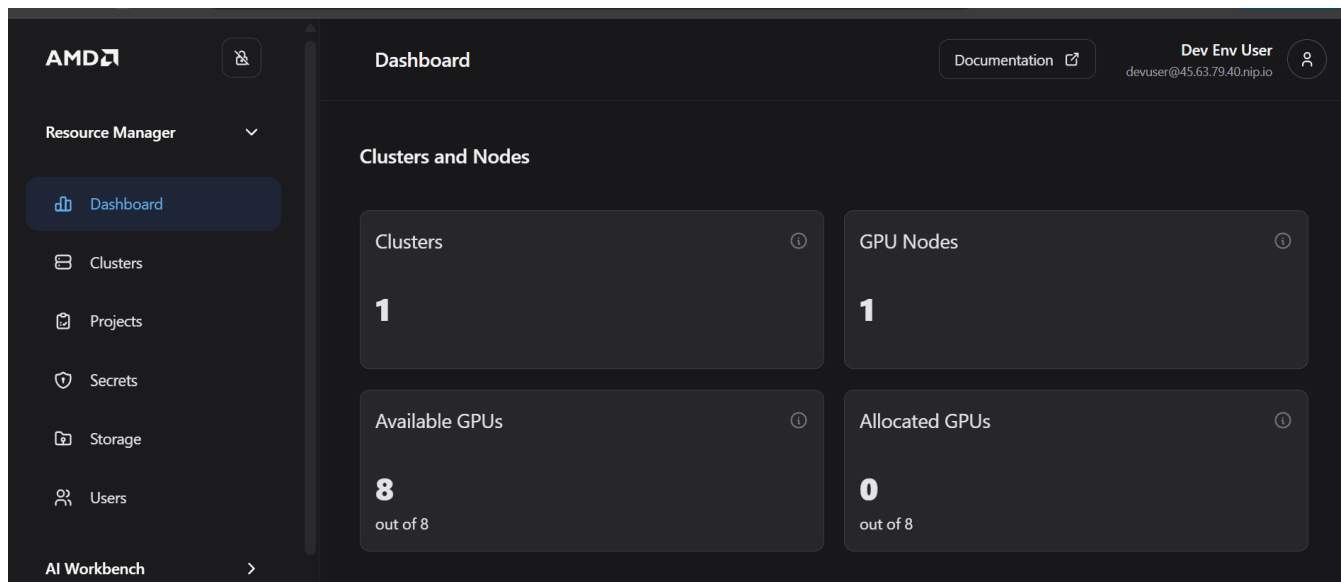 AMD
Resource Manager
Dashboard
Clusters
Projects
Secrets
Storage
Users
AI Workbench
Dashboard
Documentation
Dev Env User
devuser@45.63.79.40.nip.io
Clusters and Nodes
Clusters
1
GPU Nodes
1
Available GPUs
8
out of 8
Allocated GPUs
0
out of 8